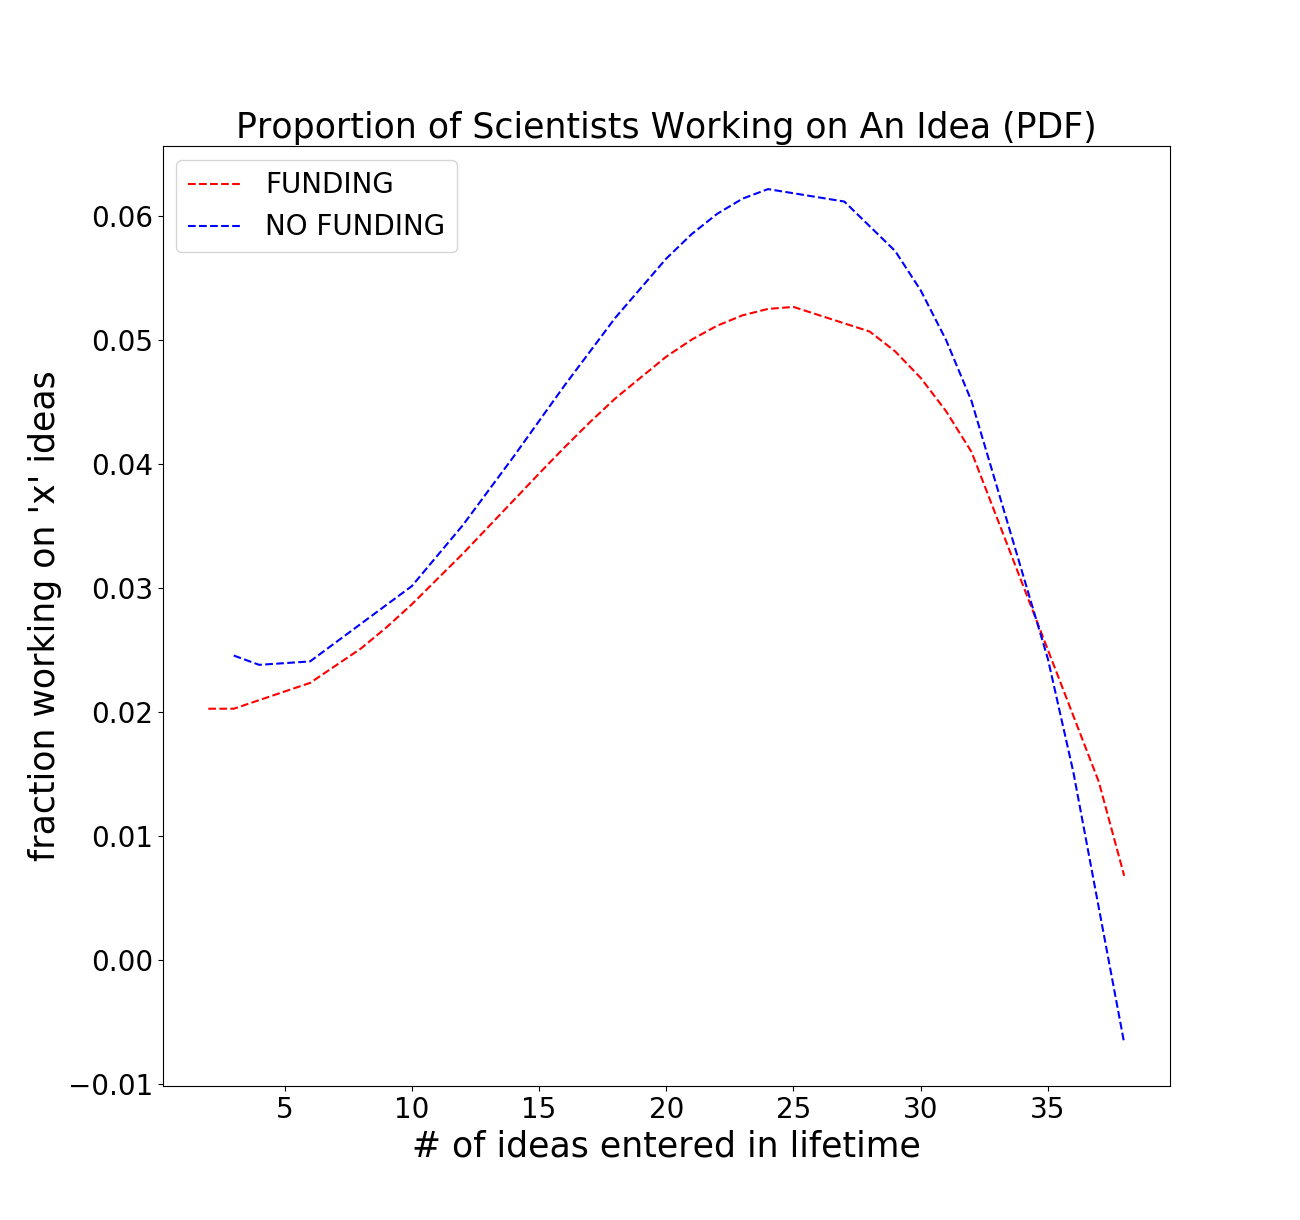 Proportion of Scientists Working on An Idea (PDF)
FUNDING
NO FUNDING
fraction working on 'x' ideas
0.06
0.05
0.04
0.03
0.02
0.01
0.00
−0.01
5 10 15 20 25 30 35
# of ideas entered in lifetime